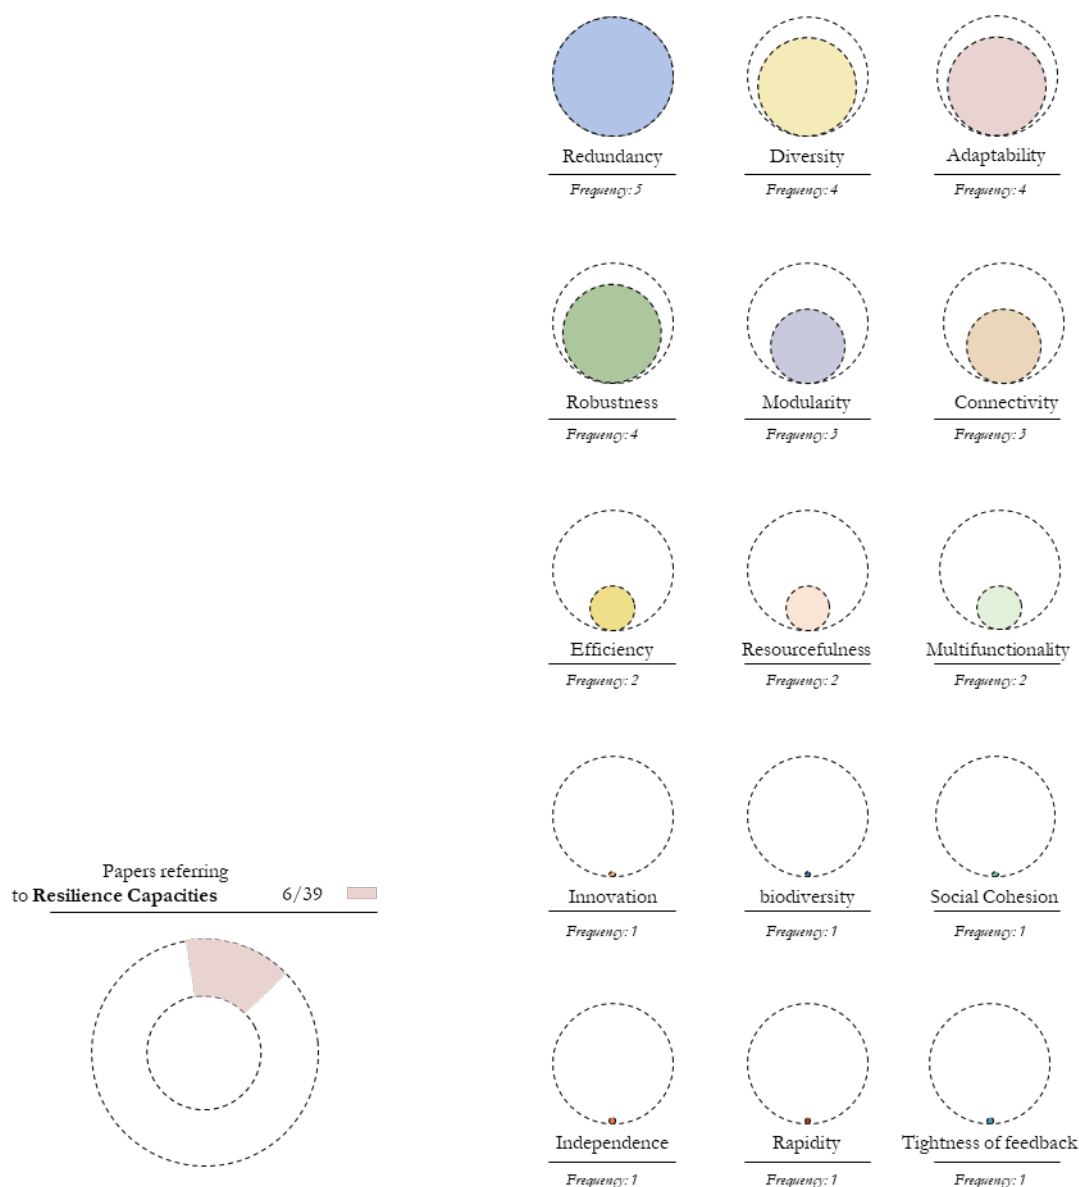 Redundancy
Frequency: 5
Diversity
Frequency: 4
Adaptability
Frequency: 4
Robustness
Frequency: 4
Modularity
Frequency: 3
Connectivity
Frequency: 3
Efficiency
Frequency: 2
Resourcefulness
Frequency: 2
Multifunctionality
Frequency: 2
Papers referring
to Resilience Capacities 6/39
Innovation
Frequency: 1
biodiversity
Frequency: 1
Social Cohesion
Frequency: 1
Independence
Frequency: 1
Rapidity
Frequency: 1
Tightness of feedback
Frequency: 1